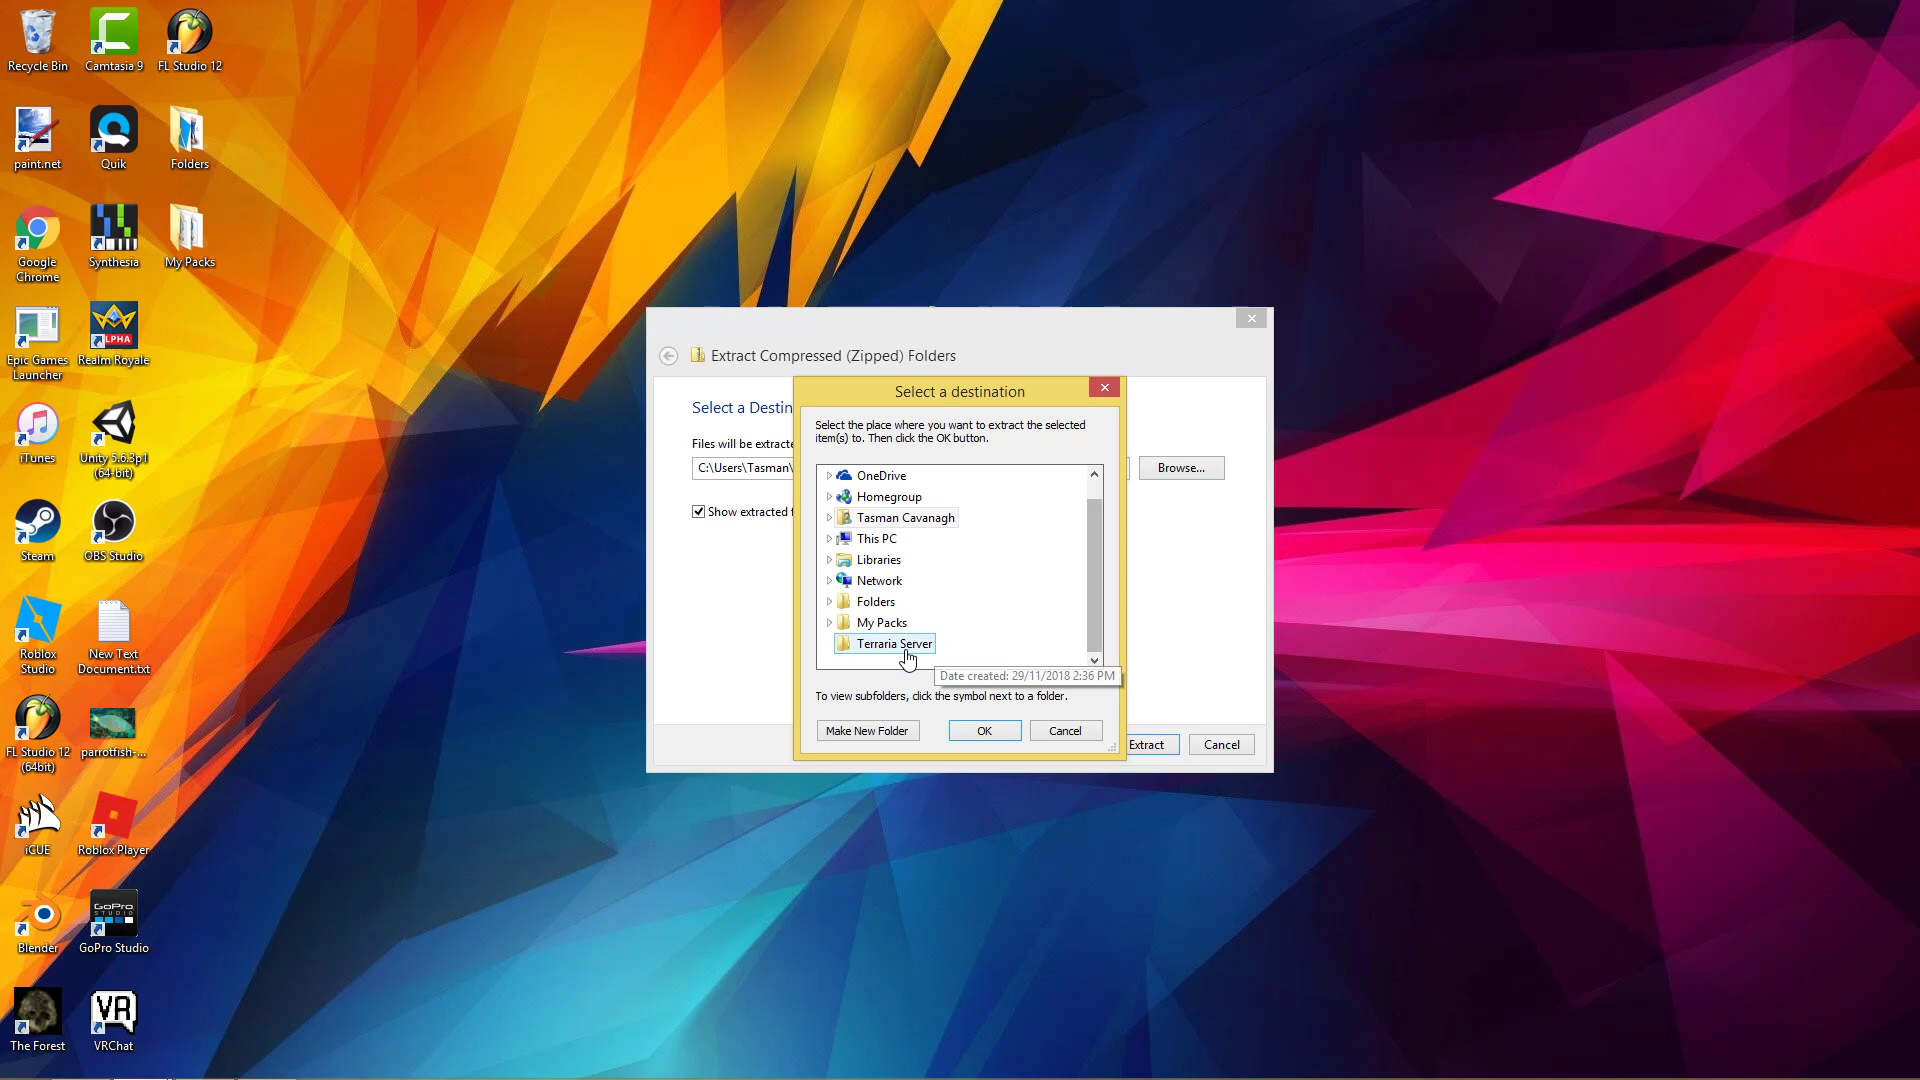 Recycle Bin
Camtasia 9
FL Studio 12
paint.net
Quik
Folders
Google
Chrome
Synthesia
My Packs
Epic Games
Launcher
ALPHA
Realm Royale
iTunes
Unity 5.6.3p1
(64-bit)
Steam
OBS Studio
Roblox
Studio
New Text
Document.txt
FL Studio 12
(64bit)
parrotfish-...
iCUE
Roblox Player
Blender
GoPro
STUDIO
GoPro Studio
The Forest
VR
VRChat
Extract Compressed (Zipped) Folders
Select a Destin
Files will be extracte
C:\Users\Tasman\
Browse...
Show extracted f
Extract
Cancel
Select a destination
Select the place where you want to extract the selected
item(s) to. Then click the OK button.
OneDrive
Homegroup
Tasman Cavanagh
This PC
Libraries
Network
Folders
My Packs
Terraria Server
Date created: 29/11/2018 2:36 PM
To view subfolders, click the symbol next to a folder.
Make New Folder
OK
Cancel